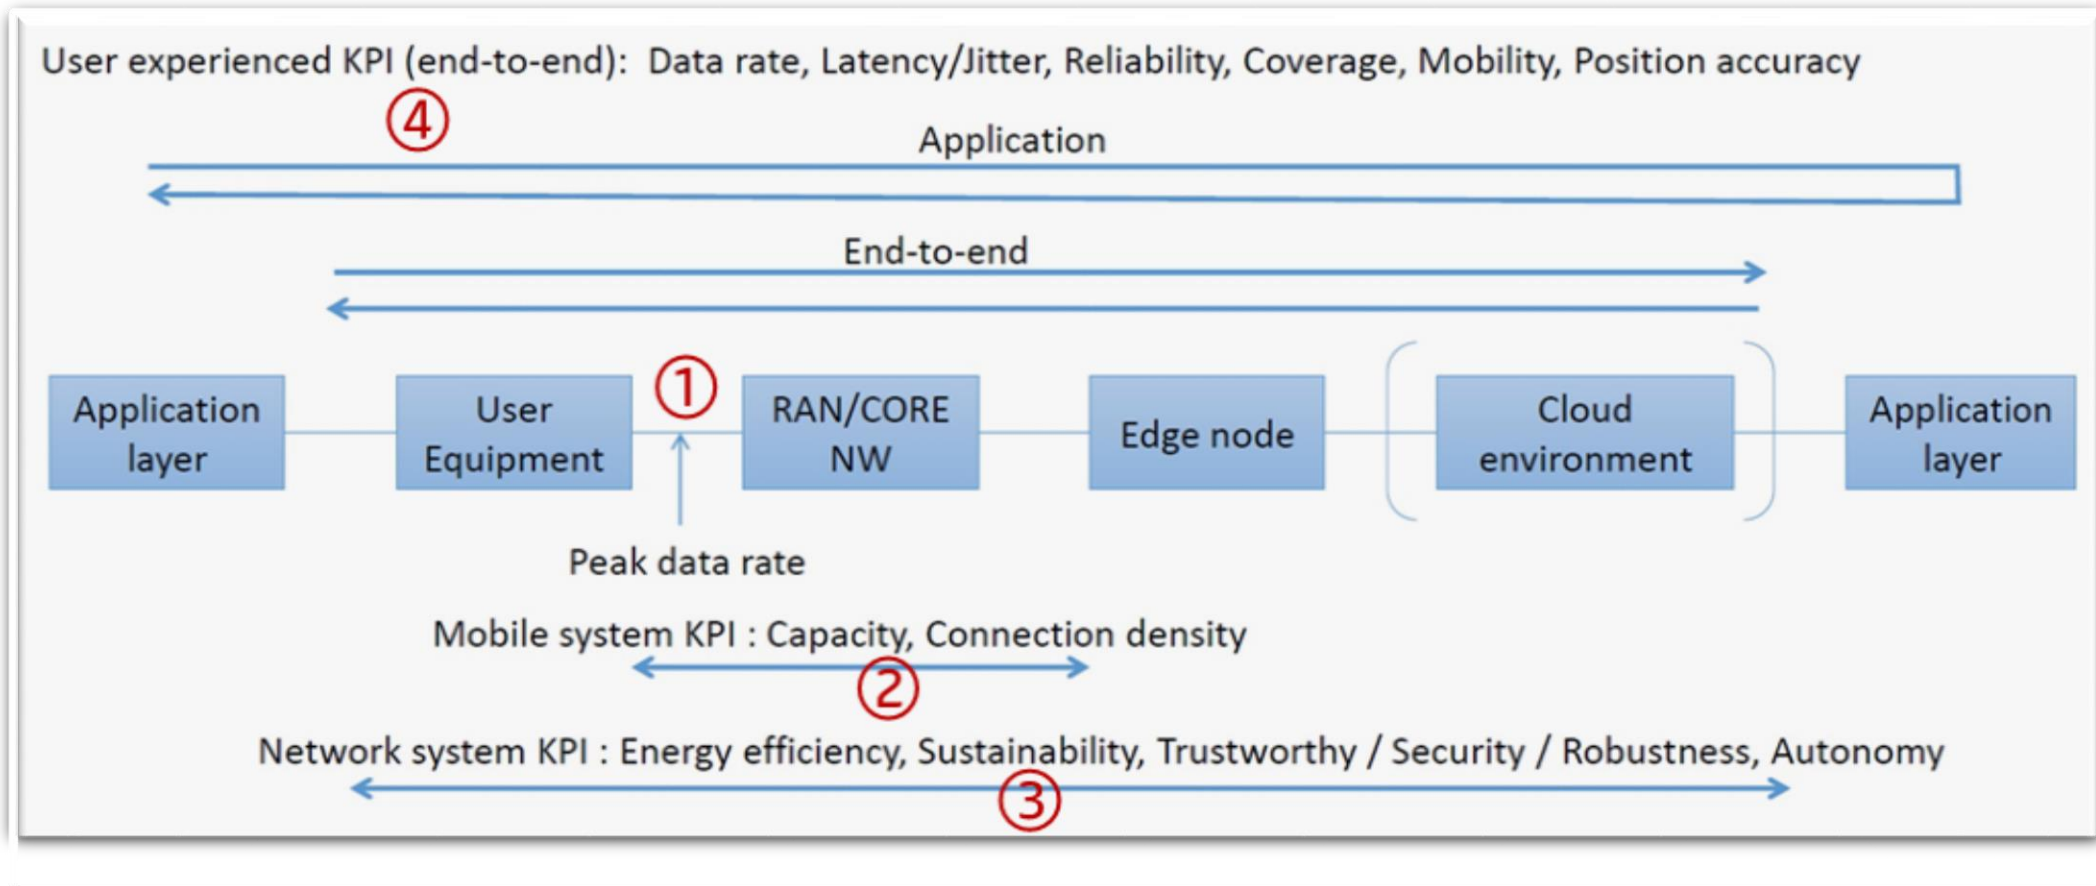 User experienced KPI (end-to-end): Data rate, Latency/Jitter, Reliability, Coverage, Mobility, Position accuracy
④
Application
End-to-end
①
Application
layer
User
Equipment
RAN/CORE
NW
Edge node
Cloud
environment
Application
layer
Peak data rate
Mobile system KPI : Capacity, Connection density
②
Network system KPI : Energy efficiency, Sustainability, Trustworthy / Security / Robustness, Autonomy
③